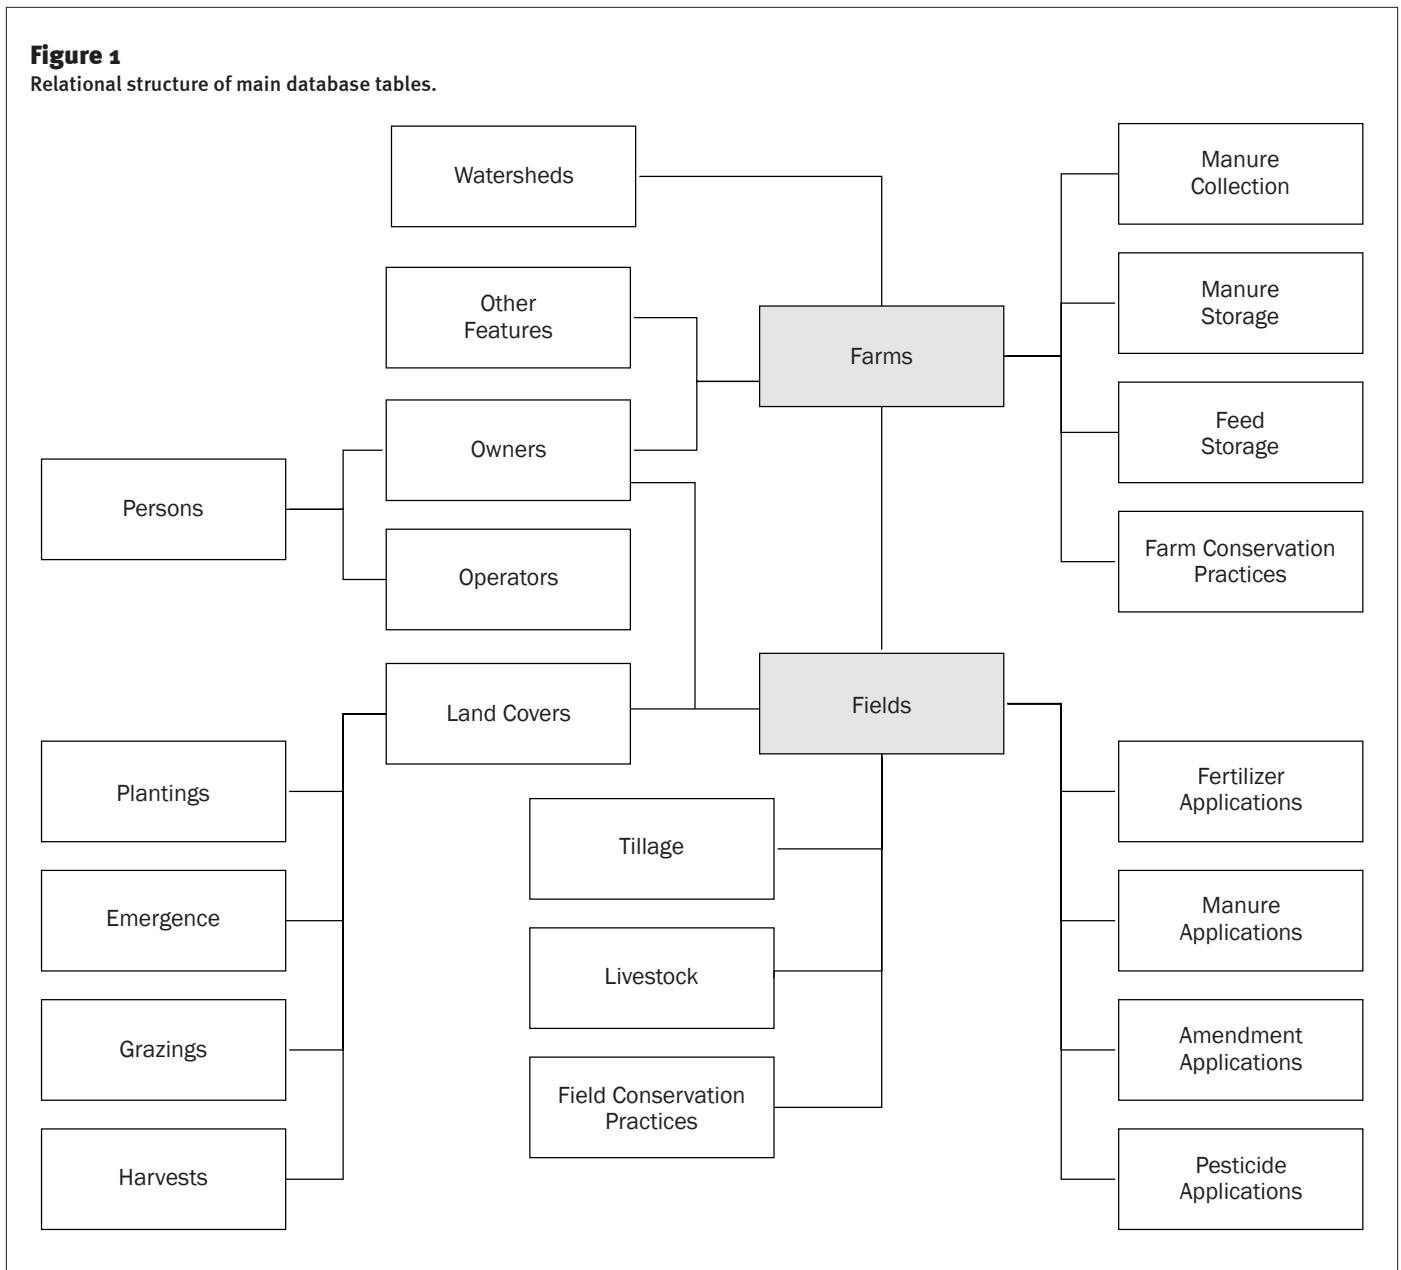 Figure 1
Relational structure of main database tables.
Watersheds
Other
Features
Owners
Persons
Operators
Land Covers
Plantings
Emergence
Grazings
Harvests
Farms
Fields
Tillage
Livestock
Field Conservation
Practices
Manure
Collection
Manure
Storage
Feed
Storage
Farm Conservation
Practices
Fertilizer
Applications
Manure
Applications
Amendment
Applications
Pesticide
Applications